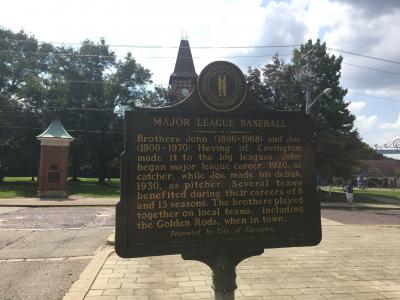 MAJOR LEAGUE BASEBALL
Brothers John (1896-1968) and Joe
(1900-1970) Heving of Covington
made it to the big leagues. John
began major league career, 1920, as
catcher, while Joe made his debut,
1930, as pitcher. Several teams
benefited during their careers of 8
and 13 seasons. The brothers played
together on local teams, including
the Golden Rods, when in town.
Presented by City of Covington.